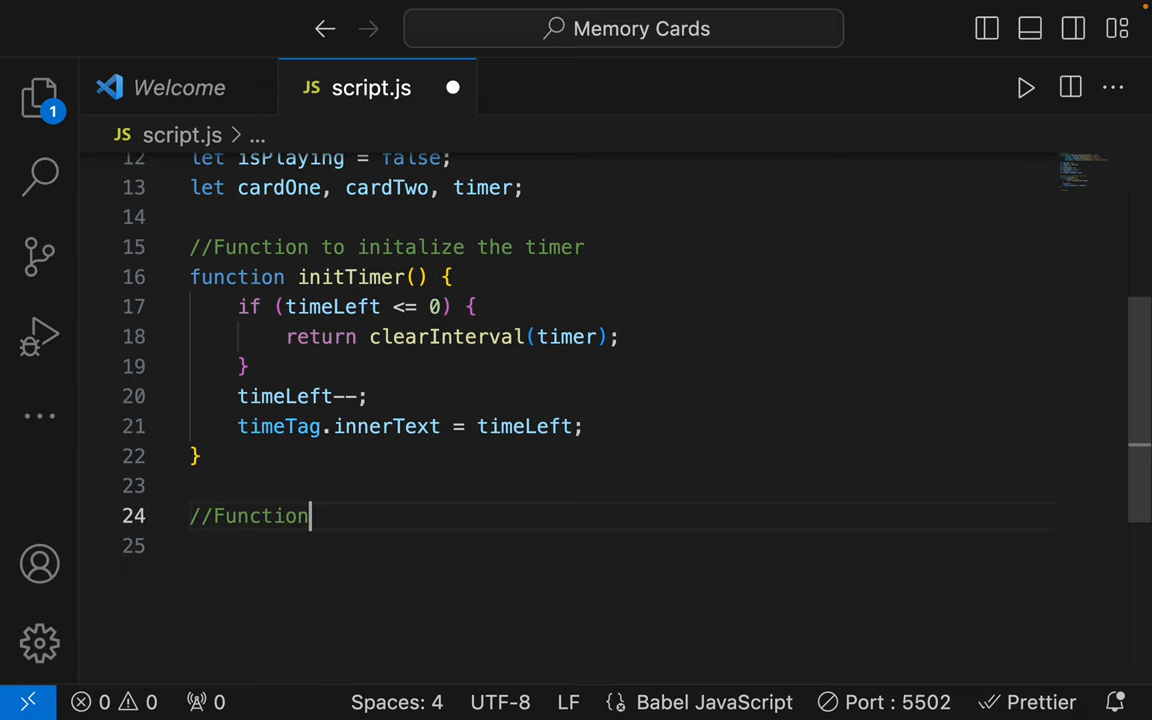 Memory Cards
Welcome
JS script.js
1
JS script.js > ...
12 let isPlaying = false;
13 let cardOne, cardTwo, timer;
14
15 //Function to initalize the timer
16 function initTimer() {
17 if (timeLeft <= 0) {
18 return clearInterval(timer);
19 }
20 timeLeft--;
21 timeTag.innerText = timeLeft;
22 }
23
24 //Function
25
0 0 0 Spaces: 4 UTF-8 LF Babel JavaScript Port : 5502 Prettier